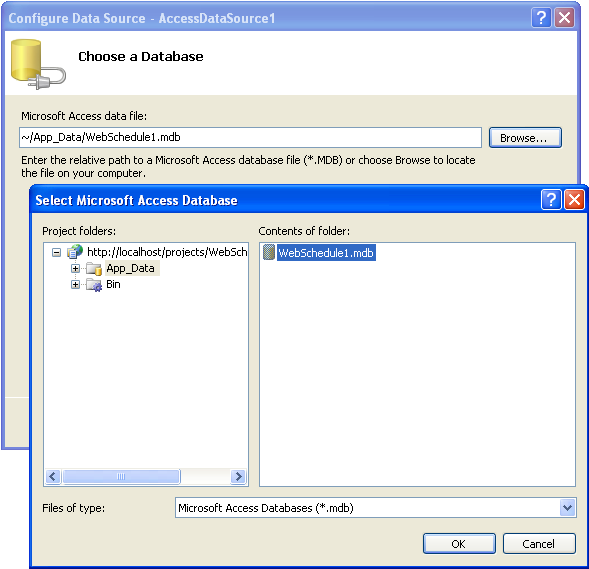 Configure Data Source - AccessDataSource1
Choose a Database
Microsoft Access data file:
~/App_Data/WebSchedule1.mdb
Browse...
Enter the relative path to a Microsoft Access database file (*.MDB) or choose Browse to locate
the file on your computer.
Select Microsoft Access Database
Project folders:
Contents of folder:
http://localhost/projects/WebSch
App_Data
Bin
WebSchedule1.mdb
Files of type:
Microsoft Access Databases (*.mdb)
OK
Cancel